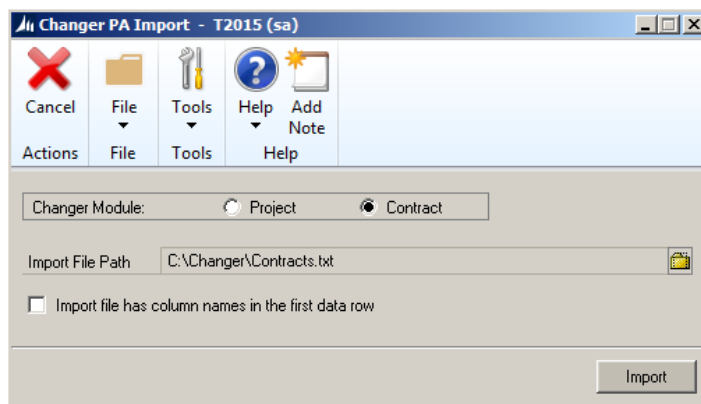 Changer PA Import - T2015 (sa)
Cancel File Tools Help Add Note
Actions File Tools Help
Changer Module: Project Contract
Import File Path C:\Changer\Contracts.txt
Import file has column names in the first data row
Import